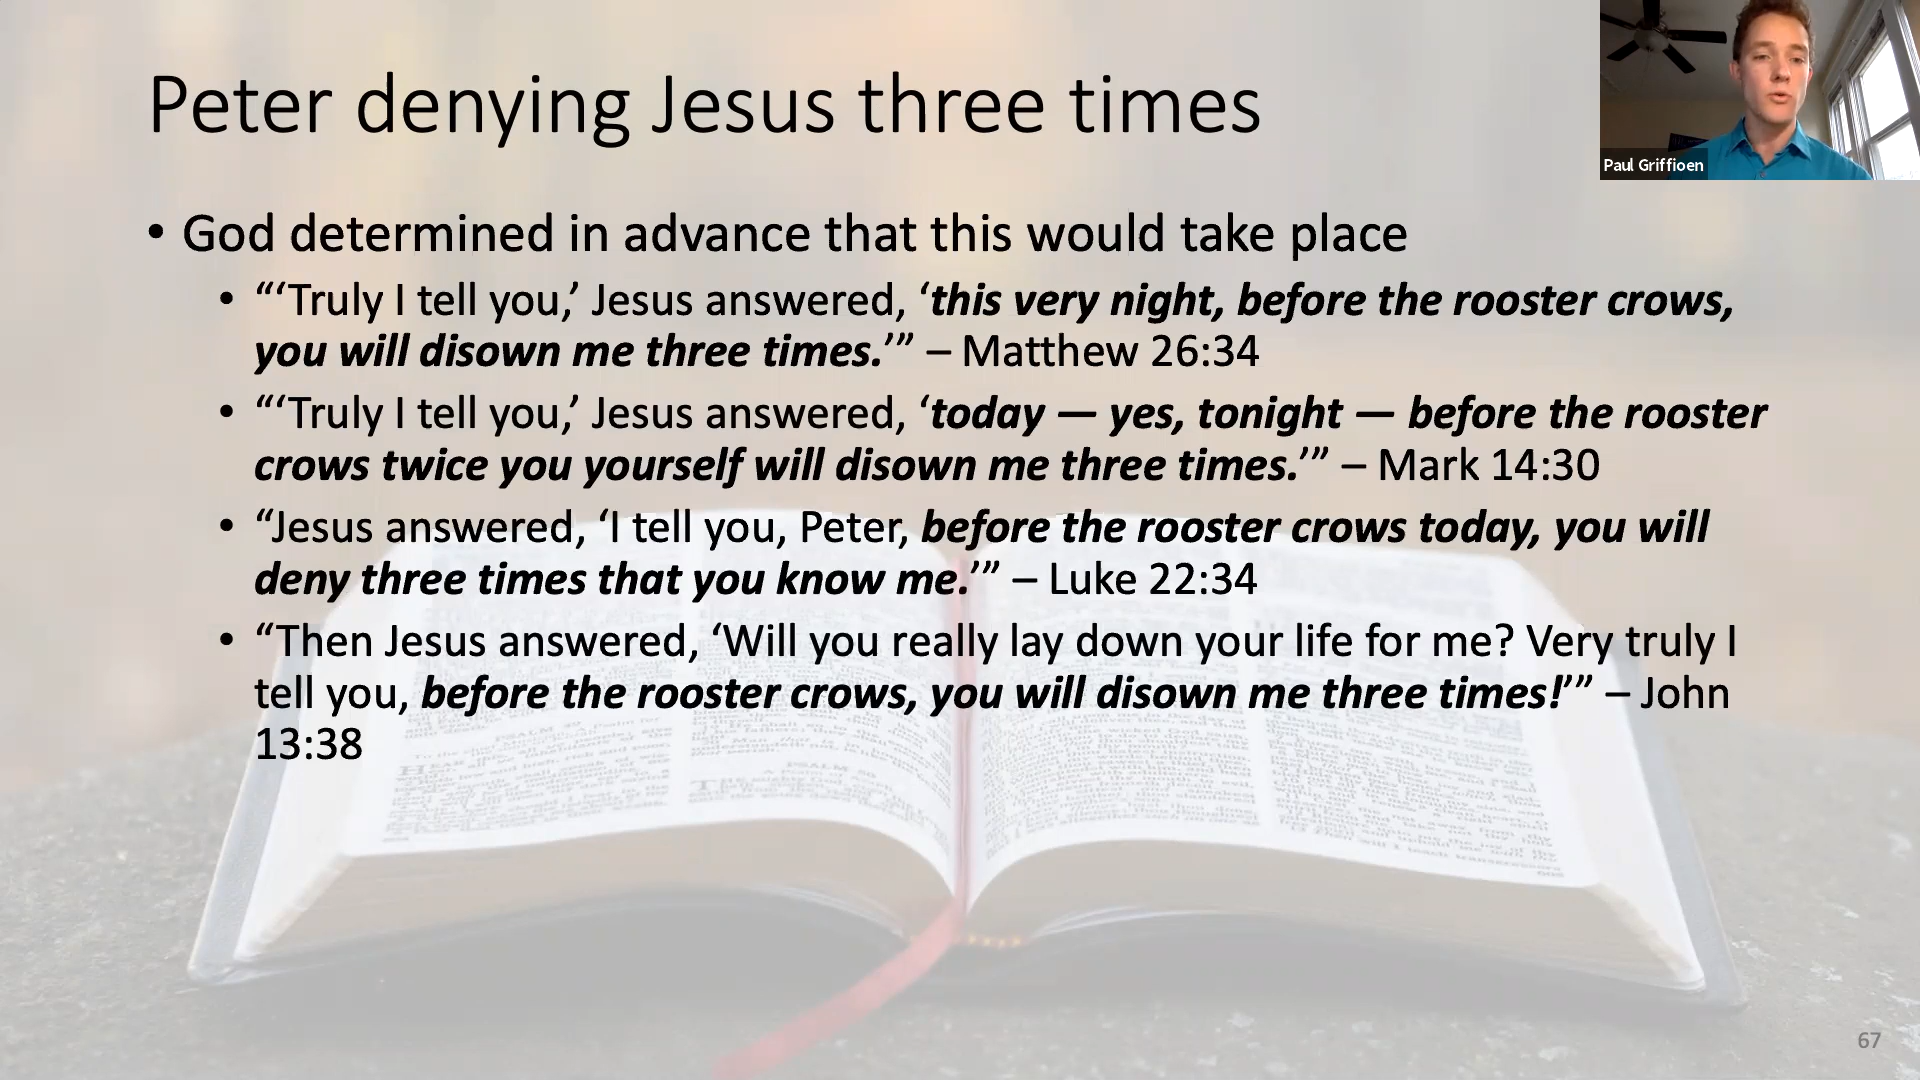 Peter denying Jesus three times
Paul Griffioen
• God determined in advance that this would take place
• “‘Truly I tell you,’ Jesus answered, ‘this very night, before the rooster crows,
you will disown me three times.’” – Matthew 26:34
• “‘Truly I tell you,’ Jesus answered, ‘today — yes, tonight — before the rooster
crows twice you yourself will disown me three times.’” – Mark 14:30
• “Jesus answered, ‘I tell you, Peter, before the rooster crows today, you will
deny three times that you know me.’” – Luke 22:34
• “Then Jesus answered, ‘Will you really lay down your life for me? Very truly I
tell you, before the rooster crows, you will disown me three times!’” – John
13:38
67